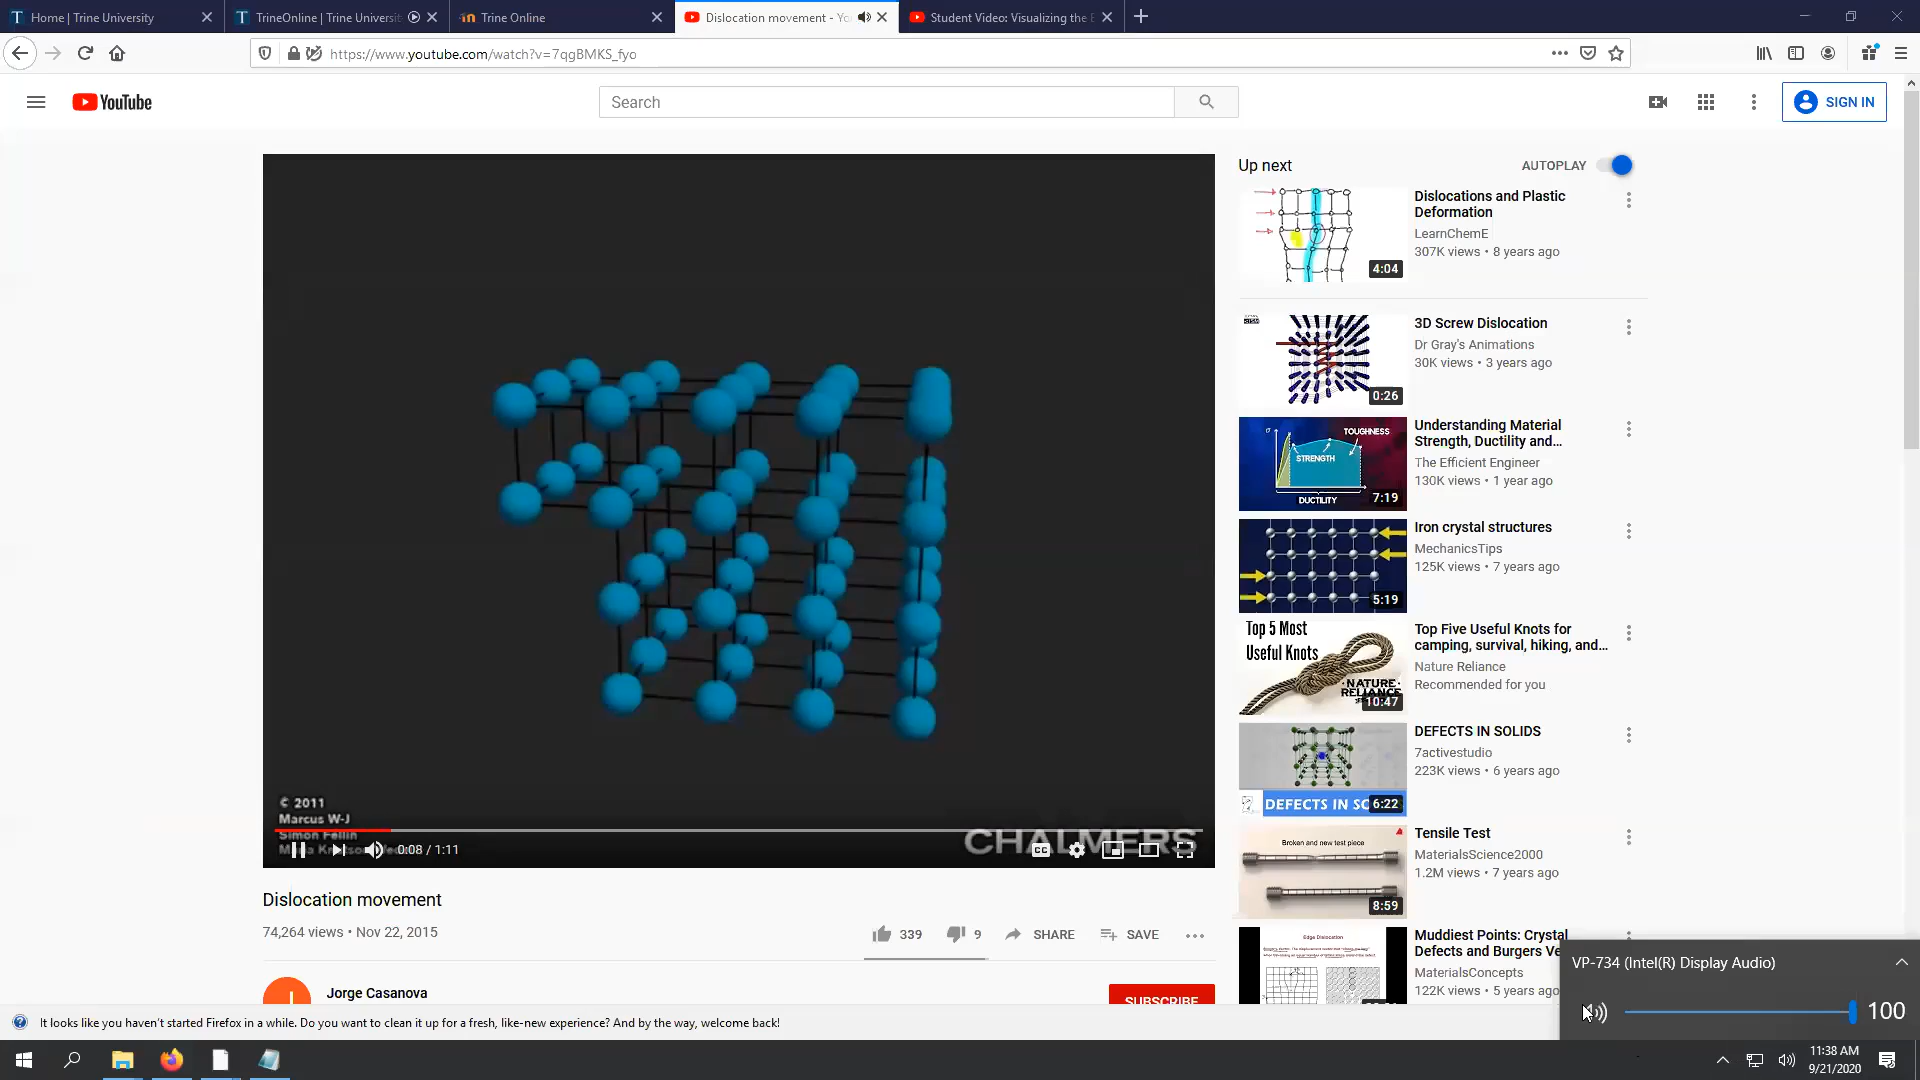 Home | Trine University
TrineOnline | Trine Universit
Trine Online
Dislocation movement - Yo
Student Video: Visualizing the E
https://www.youtube.com/watch?v=7qgBMKS_fyo
YouTube
Search
SIGN IN
Up next
AUTOPLAY
Dislocations and Plastic
Deformation
LearnChemE
307K views • 8 years ago
4:04
3D Screw Dislocation
Dr Gray's Animations
30K views • 3 years ago
0:26
Understanding Material
Strength, Ductility and...
The Efficient Engineer
130K views • 1 year ago
TOUGHNESS
STRENGTH
DUCTILITY
7:19
Iron crystal structures
MechanicsTips
125K views • 7 years ago
5:19
Top 5 Most
Useful Knots
NATURE
RELIANCE
10:47
Top Five Useful Knots for
camping, survival, hiking, and...
Nature Reliance
Recommended for you
DEFECTS IN SOLIDS
7activestudio
223K views • 6 years ago
DEFECTS IN SO
6:22
Tensile Test
MaterialsScience2000
1.2M views • 7 years ago
Broken and new test piece
8:59
Muddiest Points: Crystal
Defects and Burgers Ve
MaterialsConcepts
122K views • 5 years ago
Edge Dislocation
© 2011
Marcus W-J
Simon Fellin
CHALMERS
0:08 / 1:11
CC
Dislocation movement
74,264 views • Nov 22, 2015
339
9
SHARE
SAVE
J
Jorge Casanova
SUBSCRIBE
VP-734 (Intel(R) Display Audio)
100
It looks like you haven't started Firefox in a while. Do you want to clean it up for a fresh, like-new experience? And by the way, welcome back!
11:38 AM
9/21/2020